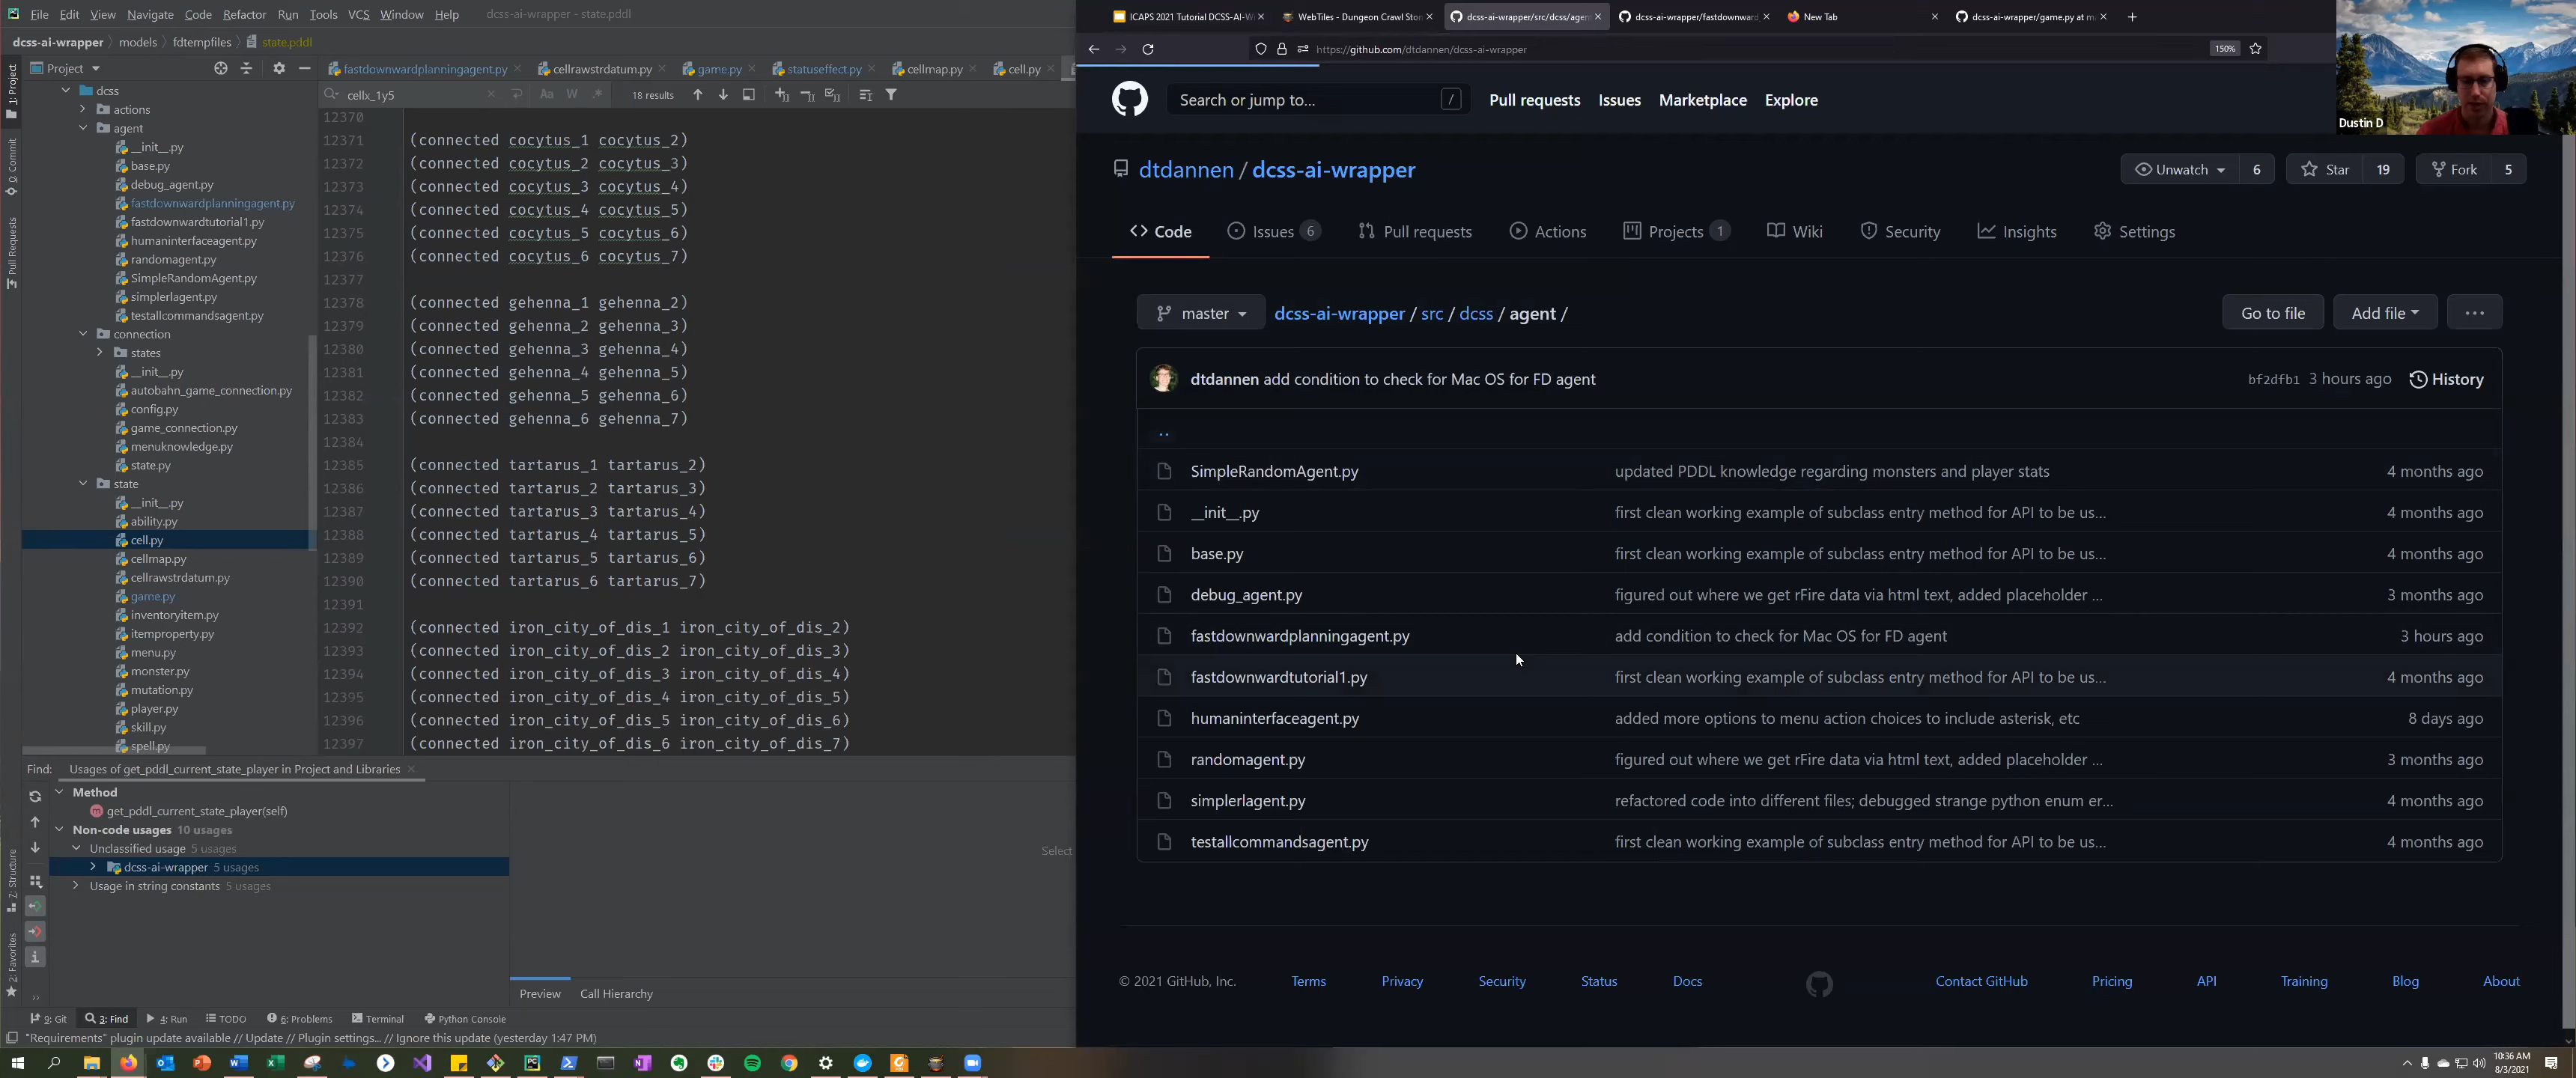 File Edit View Navigate Code Refactor Run Tools VCS Window Help dcss-ai-wrapper - state.pddl
dcss-ai-wrapper models fdtempfiles state.pddl
Project
fastdownwardplanningagent.py cellrawstrdatum.py game.py statuseffect.py cellmap.py cell.py
cellx_1y5 Aa W .* 18 results
1: Project
0: Commit
Pull Requests
Z: Structure
2: Favorites
dcss
actions
agent
__init__.py
base.py
debug_agent.py
fastdownwardplanningagent.py
fastdownwardtutorial1.py
humaninterfaceagent.py
randomagent.py
SimpleRandomAgent.py
simplerlagent.py
testallcommandsagent.py
connection
states
__init__.py
autobahn_game_connection.py
config.py
game_connection.py
menuknowledge.py
state.py
state
__init__.py
ability.py
cell.py
cellmap.py
cellrawstrdatum.py
game.py
inventoryitem.py
itemproperty.py
menu.py
monster.py
mutation.py
player.py
skill.py
spell.py
12370
12371 (connected cocytus_1 cocytus_2)
12372 (connected cocytus_2 cocytus_3)
12373 (connected cocytus_3 cocytus_4)
12374 (connected cocytus_4 cocytus_5)
12375 (connected cocytus_5 cocytus_6)
12376 (connected cocytus_6 cocytus_7)
12377
12378 (connected gehenna_1 gehenna_2)
12379 (connected gehenna_2 gehenna_3)
12380 (connected gehenna_3 gehenna_4)
12381 (connected gehenna_4 gehenna_5)
12382 (connected gehenna_5 gehenna_6)
12383 (connected gehenna_6 gehenna_7)
12384
12385 (connected tartarus_1 tartarus_2)
12386 (connected tartarus_2 tartarus_3)
12387 (connected tartarus_3 tartarus_4)
12388 (connected tartarus_4 tartarus_5)
12389 (connected tartarus_5 tartarus_6)
12390 (connected tartarus_6 tartarus_7)
12391
12392 (connected iron_city_of_dis_1 iron_city_of_dis_2)
12393 (connected iron_city_of_dis_2 iron_city_of_dis_3)
12394 (connected iron_city_of_dis_3 iron_city_of_dis_4)
12395 (connected iron_city_of_dis_4 iron_city_of_dis_5)
12396 (connected iron_city_of_dis_5 iron_city_of_dis_6)
12397 (connected iron_city_of_dis_6 iron_city_of_dis_7)
Find: Usages of get_pddl_current_state_player in Project and Libraries
Method
get_pddl_current_state_player(self)
Non-code usages 10 usages
Unclassified usage 5 usages
dcss-ai-wrapper 5 usages
Usage in string constants 5 usages
Select
Preview Call Hierarchy
9: Git 3: Find 4: Run TODO 6: Problems Terminal Python Console
"Requirements" plugin update available // Update // Plugin settings... // Ignore this update (yesterday 1:47 PM)
ICAPS 2021 Tutorial DCSS-AI-W WebTiles - Dungeon Crawl Ston dcss-ai-wrapper/src/dcss/agen dcss-ai-wrapper/fastdownward New Tab dcss-ai-wrapper/game.py at m
https://github.com/dtdannen/dcss-ai-wrapper 150%
Dustin D
Search or jump to... / Pull requests Issues Marketplace Explore
dtdannen / dcss-ai-wrapper Unwatch 6 Star 19 Fork 5
Code Issues 6 Pull requests Actions Projects 1 Wiki Security Insights Settings
master dcss-ai-wrapper / src / dcss / agent / Go to file Add file ...
dtdannen add condition to check for Mac OS for FD agent bf2dfb1 3 hours ago History
..
SimpleRandomAgent.py updated PDDL knowledge regarding monsters and player stats 4 months ago
__init__.py first clean working example of subclass entry method for API to be us... 4 months ago
base.py first clean working example of subclass entry method for API to be us... 4 months ago
debug_agent.py figured out where we get rFire data via html text, added placeholder ... 3 months ago
fastdownwardplanningagent.py add condition to check for Mac OS for FD agent 3 hours ago
fastdownwardtutorial1.py first clean working example of subclass entry method for API to be us... 4 months ago
humaninterfaceagent.py added more options to menu action choices to include asterisk, etc 8 days ago
randomagent.py figured out where we get rFire data via html text, added placeholder ... 3 months ago
simplerlagent.py refactored code into different files; debugged strange python enum er... 4 months ago
testallcommandsagent.py first clean working example of subclass entry method for API to be us... 4 months ago
© 2021 GitHub, Inc. Terms Privacy Security Status Docs Contact GitHub Pricing API Training Blog About
10:36 AM
8/3/2021